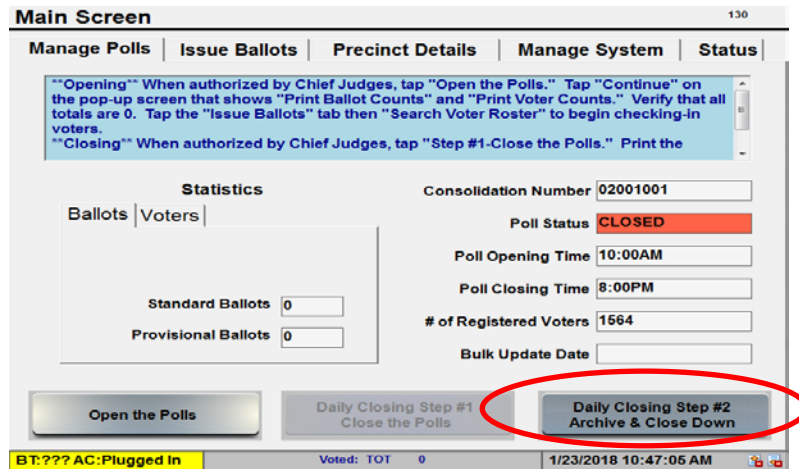 Main Screen 130
Manage Polls Issue Ballots Precinct Details Manage System Status
**Opening** When authorized by Chief Judges, tap "Open the Polls." Tap "Continue" on
the pop-up screen that shows "Print Ballot Counts" and "Print Voter Counts." Verify that all
totals are 0. Tap the "Issue Ballots" tab then "Search Voter Roster" to begin checking-in
voters.
**Closing** When authorized by Chief Judges, tap "Step #1-Close the Polls." Print the
Statistics
Ballots Voters
Standard Ballots 0
Provisional Ballots 0
Consolidation Number 02001001
Poll Status CLOSED
Poll Opening Time 10:00AM
Poll Closing Time 8:00PM
# of Registered Voters 1564
Bulk Update Date
Open the Polls
Daily Closing Step #1
Close the Polls
Daily Closing Step #2
Archive & Close Down
BT:??? AC:Plugged In Voted: TOT 0 1/23/2018 10:47:05 AM